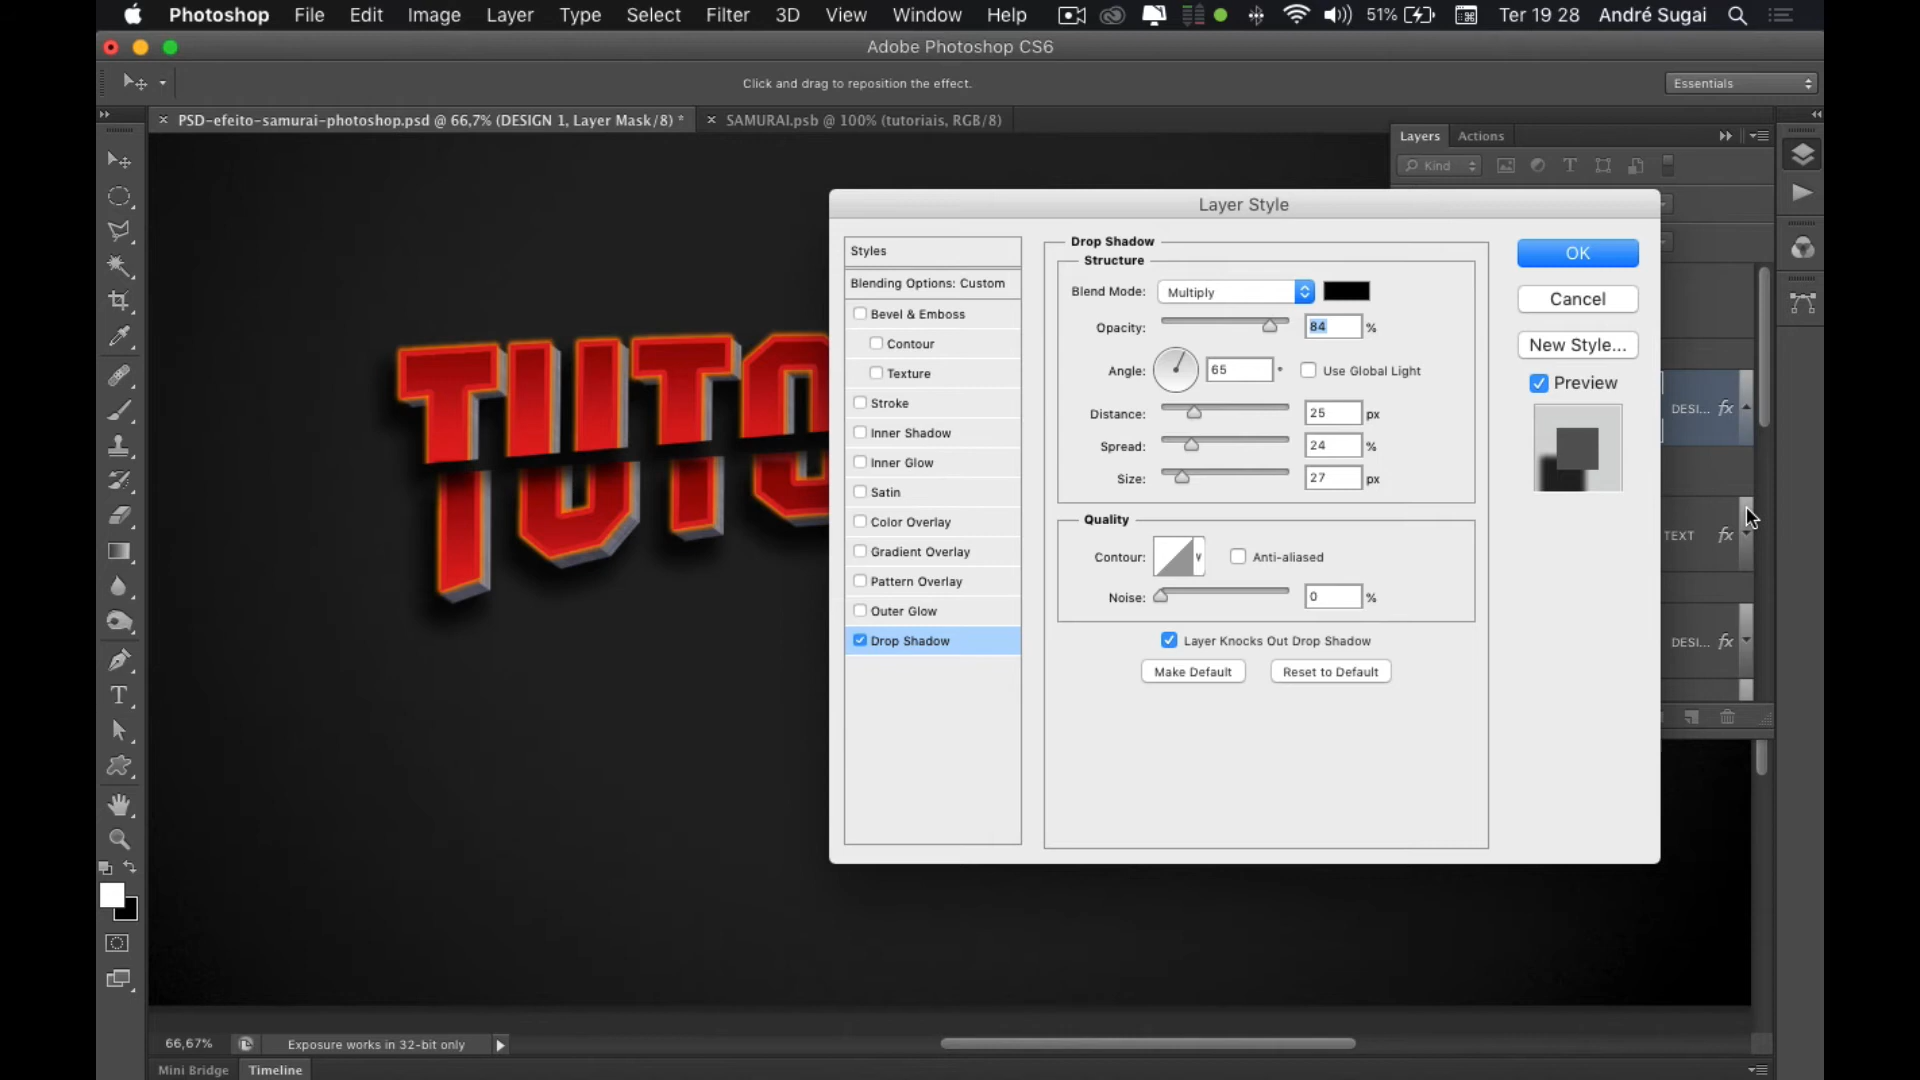 Photoshop File Edit Image Layer Type Select Filter 3D View Window Help 51% Ter 19 28 André Sugai
Adobe Photoshop CS6
Click and drag to reposition the effect.
Essentials
PSD-efeito-samurai-photoshop.psd @ 66,7% (DESIGN 1, Layer Mask/8) *
SAMURAI.psb @ 100% (tutoriais, RGB/8)
Layers Actions
Kind
Layer Style
Styles
Blending Options: Custom
Bevel & Emboss
Contour
Texture
Stroke
Inner Shadow
Inner Glow
Satin
Color Overlay
Gradient Overlay
Pattern Overlay
Outer Glow
Drop Shadow
Drop Shadow
Structure
Blend Mode: Multiply
Opacity: 84 %
Angle: 65 ° Use Global Light
Distance: 25 px
Spread: 24 %
Size: 27 px
Quality
Contour: Anti-aliased
Noise: 0 %
Layer Knocks Out Drop Shadow
Make Default Reset to Default
OK
Cancel
New Style...
Preview
DESI... fx
TEXT fx
DESI... fx
TUTO
66,67% Exposure works in 32-bit only
Mini Bridge Timeline